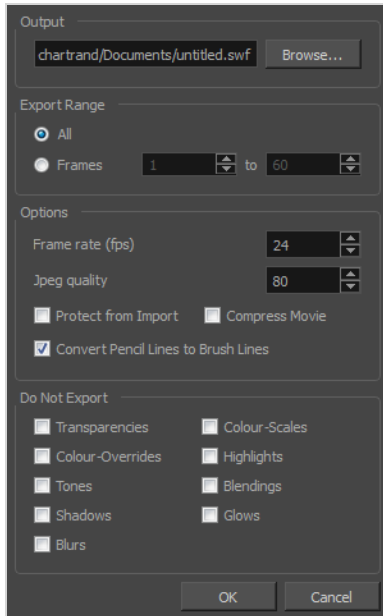 Output
chartrand/Documents/untitled.swf Browse...
Export Range
All
Frames 1 to 60
Options
Frame rate (fps) 24
Jpeg quality 80
Protect from Import Compress Movie
Convert Pencil Lines to Brush Lines
Do Not Export
Transparencies Colour-Scales
Colour-Overrides Highlights
Tones Blendings
Shadows Glows
Blurs
OK Cancel